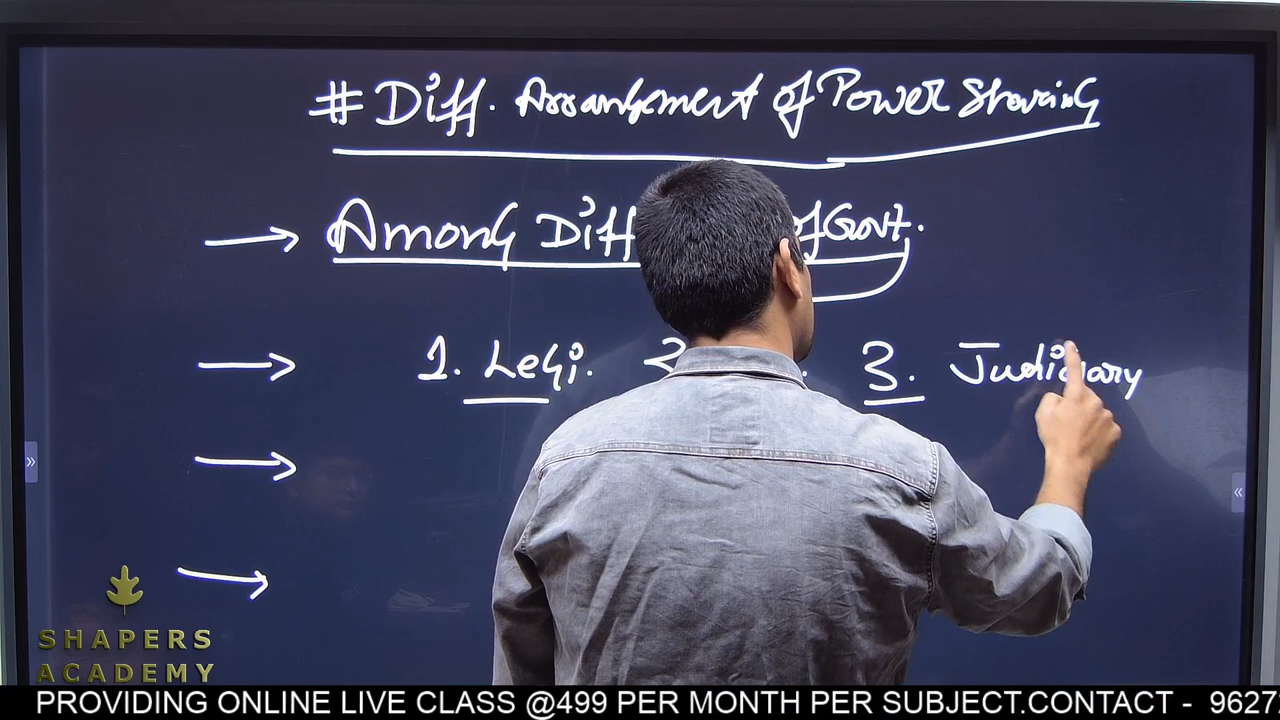 # Diff. Arrangement of Power Sharing
→ Among Diff of Govt.
→ 1. Legi. 2 . 3. Judiciary
→
→
SHAPERS
ACADEMY
PROVIDING ONLINE LIVE CLASS @499 PER MONTH PER SUBJECT.CONTACT - 9627